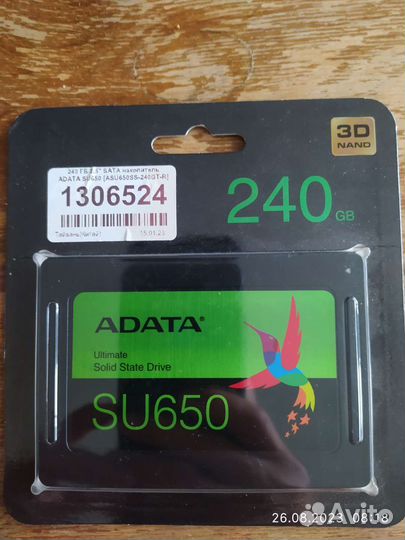 3D
NAND
240 ГБ 2.5" SATA накопитель
ADATA SU650 [ASU650SS-240GT-R]
1306524
Тайвань(Китай) 15.01.23
240 GB
ADATA®
Ultimate
Solid State Drive
SU650
26.08.2023 08:18
Avito